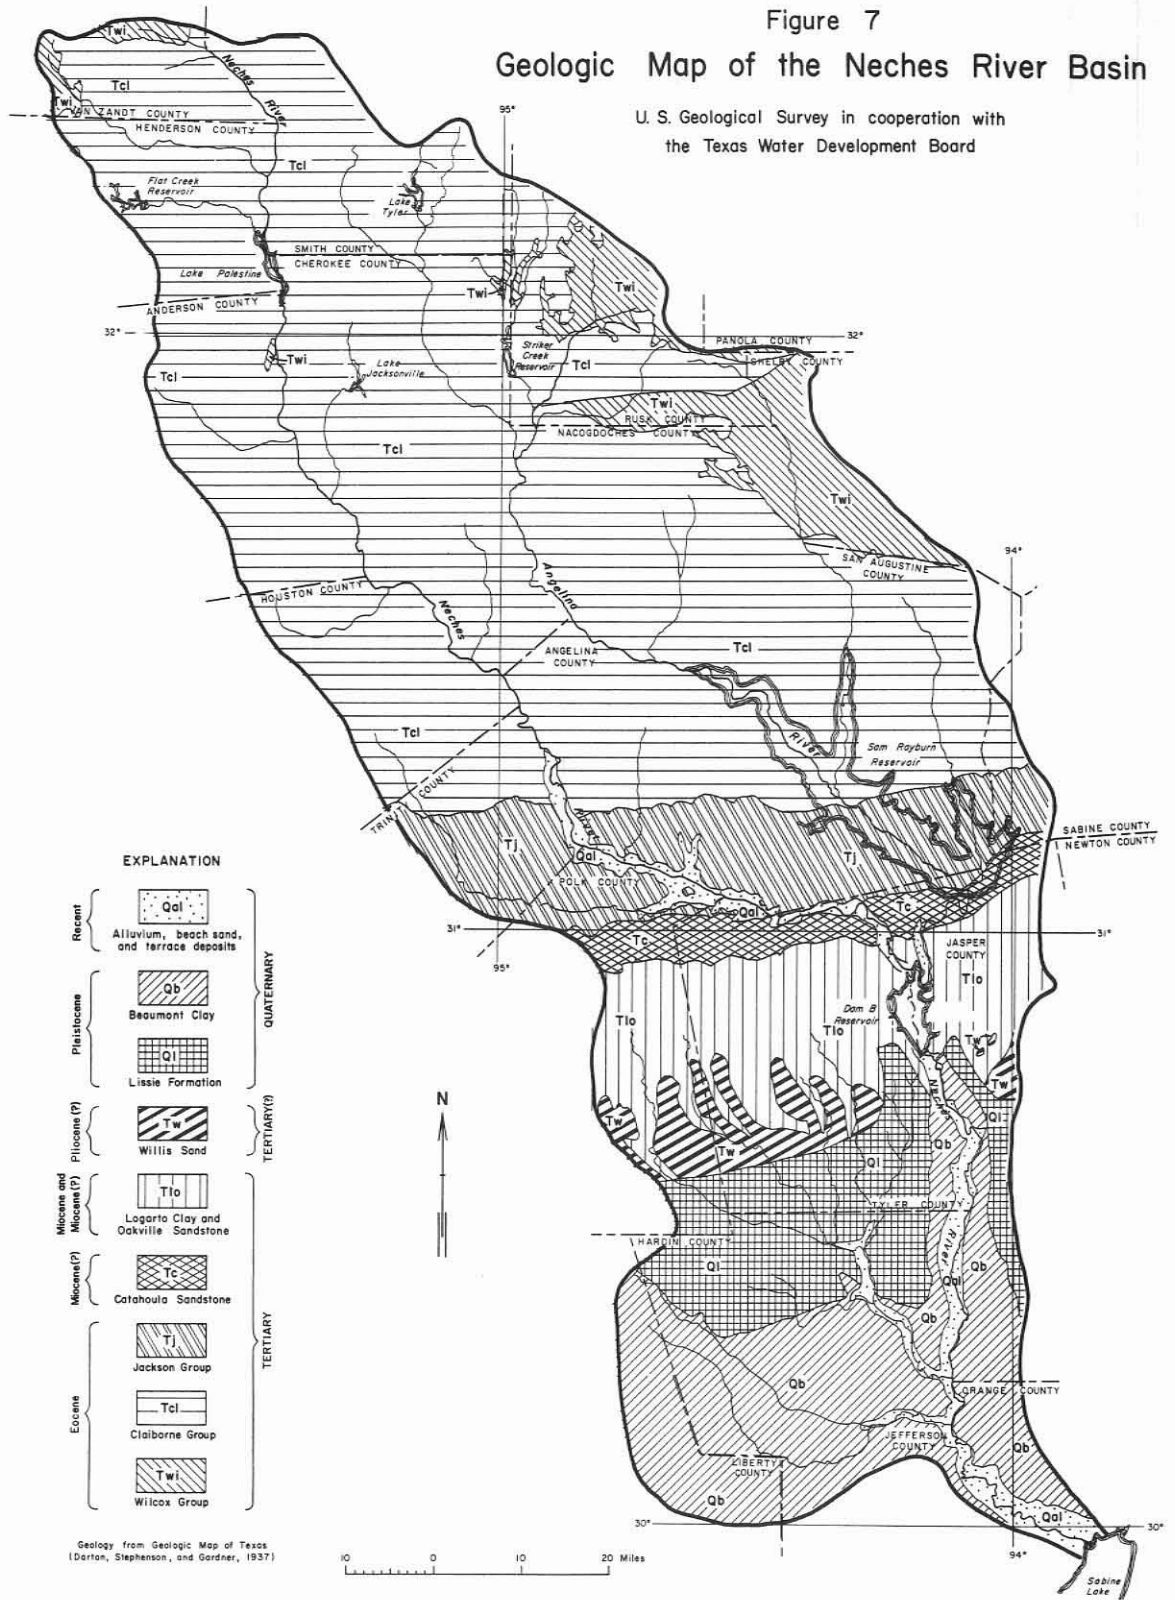 Figure 7
Geologic Map of the Neches River Basin
U. S. Geological Survey in cooperation with
the Texas Water Development Board
95°
Twi
Neches
River
Tcl
Twi
VAN ZANDT COUNTY
HENDERSON COUNTY
Tcl
Flat Creek
Reservoir
Lake
Tyler
SMITH COUNTY
CHEROKEE COUNTY
Lake Palestine
Twi
Twi
ANDERSON COUNTY
32°
32°
PANOLA COUNTY
SHELBY COUNTY
Striker
Creek
Reservoir
Tcl
Twi
Lake
Jacksonville
Tcl
Twi
RUSK COUNTY
NACOGDOCHES COUNTY
Tcl
Twi
94°
SAN AUGUSTINE
COUNTY
Angelina
HOUSTON COUNTY
Neches
ANGELINA
COUNTY
Tcl
Tcl
River
Sam Rayburn
Reservoir
TRINITY COUNTY
River
SABINE COUNTY
NEWTON COUNTY
Tj
Qal
Tj
POLK COUNTY
Qal
Tc
31°
31°
Tc
JASPER
COUNTY
95°
Tlo
Dam B
Reservoir
Tlo
Tlo
Tw
Tw
Neches
Tw
Ql
Qb
Tw
Ql
TYLER COUNTY
HARDIN COUNTY
River
Ql
Qb
Qal
Qb
Qb
ORANGE COUNTY
JEFFERSON
COUNTY
Qb
LIBERTY
COUNTY
Qb
Qal
30°
30°
94°
Sabine
Lake
N
EXPLANATION
Recent
Qal
Alluvium, beach sand,
and terrace deposits
Pleistocene
Qb
Beaumont Clay
Ql
Lissie Formation
QUATERNARY
Pliocene(?)
Tw
Willis Sand
TERTIARY(?)
Miocene and
Miocene(?)
Tlo
Logarto Clay and
Oakville Sandstone
Miocene(?)
Tc
Catahoula Sandstone
Eocene
Tj
Jackson Group
Tcl
Claiborne Group
Twi
Wilcox Group
TERTIARY
Geology from Geologic Map of Texas
(Darton, Stephenson, and Gardner, 1937)
10 0 10 20 Miles